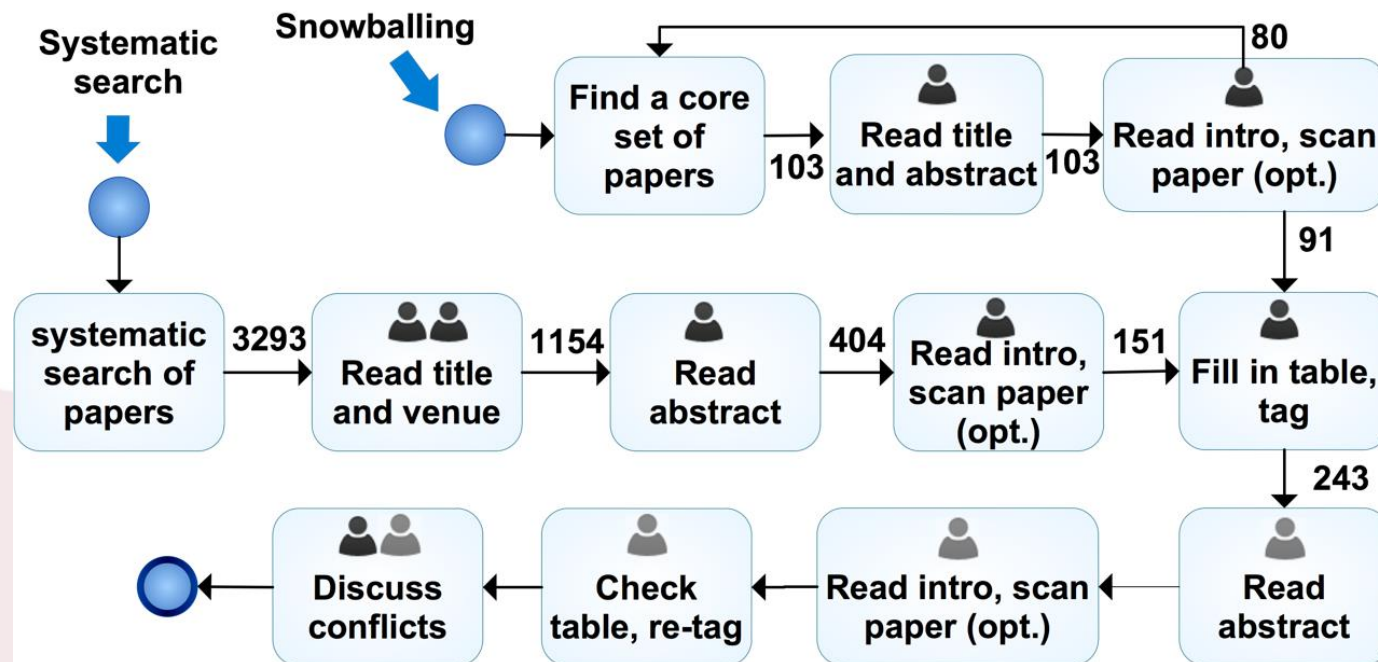 Systematic
search
Snowballing
80
Find a core
set of
papers
103
Read title
and abstract
103
Read intro, scan
paper (opt.)
91
systematic
search of
papers
3293
Read title
and venue
1154
Read
abstract
404
Read intro,
scan paper
(opt.)
151
Fill in table,
tag
243
Discuss
conflicts
Check
table, re-tag
Read intro, scan
paper (opt.)
Read
abstract